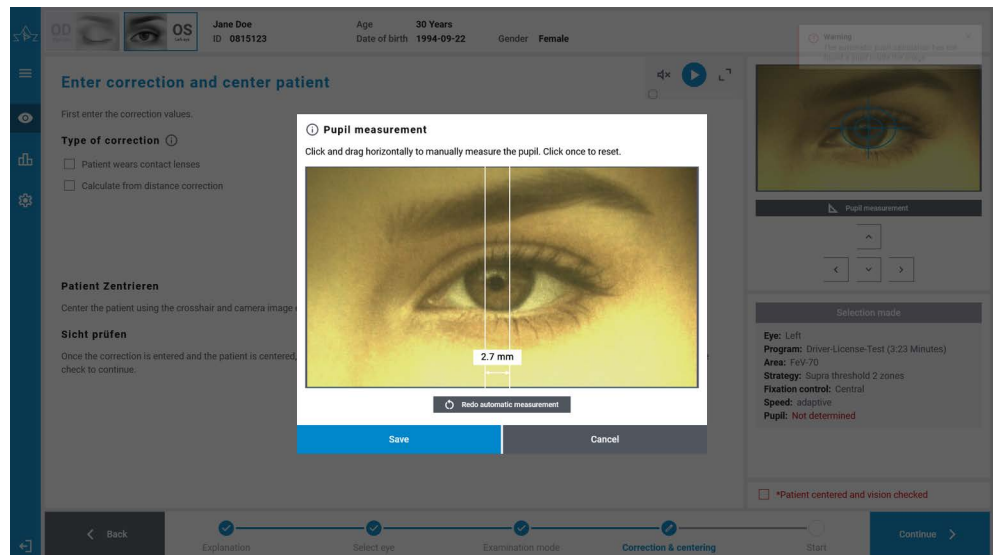 OD
OS
Left eye
Jane Doe
ID 0815123
Age 30 Years
Date of birth 1994-09-22
Gender Female
Warning
Enter correction and center patient
First enter the correction values.
Type of correction
Patient wears contact lenses
Calculate from distance correction
Patient Zentrieren
Center the patient using the crosshair and camera image
Sicht prüfen
Once the correction is entered and the patient is centered,
check to continue.
Pupil measurement
Click and drag horizontally to manually measure the pupil. Click once to reset.
2.7 mm
Redo automatic measurement
Save
Cancel
Pupil measurement
Selection made
Eye: Left
Program: Driver-License-Test (3:23 Minutes)
Area: FeV-70
Strategy: Supra threshold 2 zones
Fixation control: Central
Speed: adaptive
Pupil: Not determined
*Patient centered and vision checked
Back
Explanation
Select eye
Examination mode
Correction & centering
Start
Continue